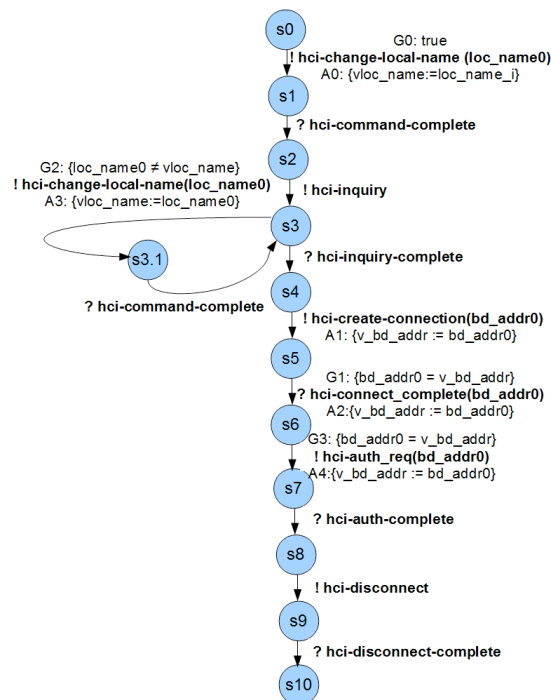 s0
G0: true
! hci-change-local-name (loc_name0)
A0: {vloc_name:=loc_name_i}
s1
? hci-command-complete
s2
! hci-inquiry
G2: {loc_name0 ≠ vloc_name}
! hci-change-local-name(loc_name0)
A3: {vloc_name:=loc_name0}
s3
s3.1
? hci-command-complete
? hci-inquiry-complete
s4
! hci-create-connection(bd_addr0)
A1: {v_bd_addr := bd_addr0}
s5
G1: {bd_addr0 = v_bd_addr}
? hci-connect_complete(bd_addr0)
A2:{v_bd_addr := bd_addr0}
s6
G3: {bd_addr0 = v_bd_addr}
! hci-auth_req(bd_addr0)
A4:{v_bd_addr := bd_addr0}
s7
? hci-auth-complete
s8
! hci-disconnect
s9
? hci-disconnect-complete
s10